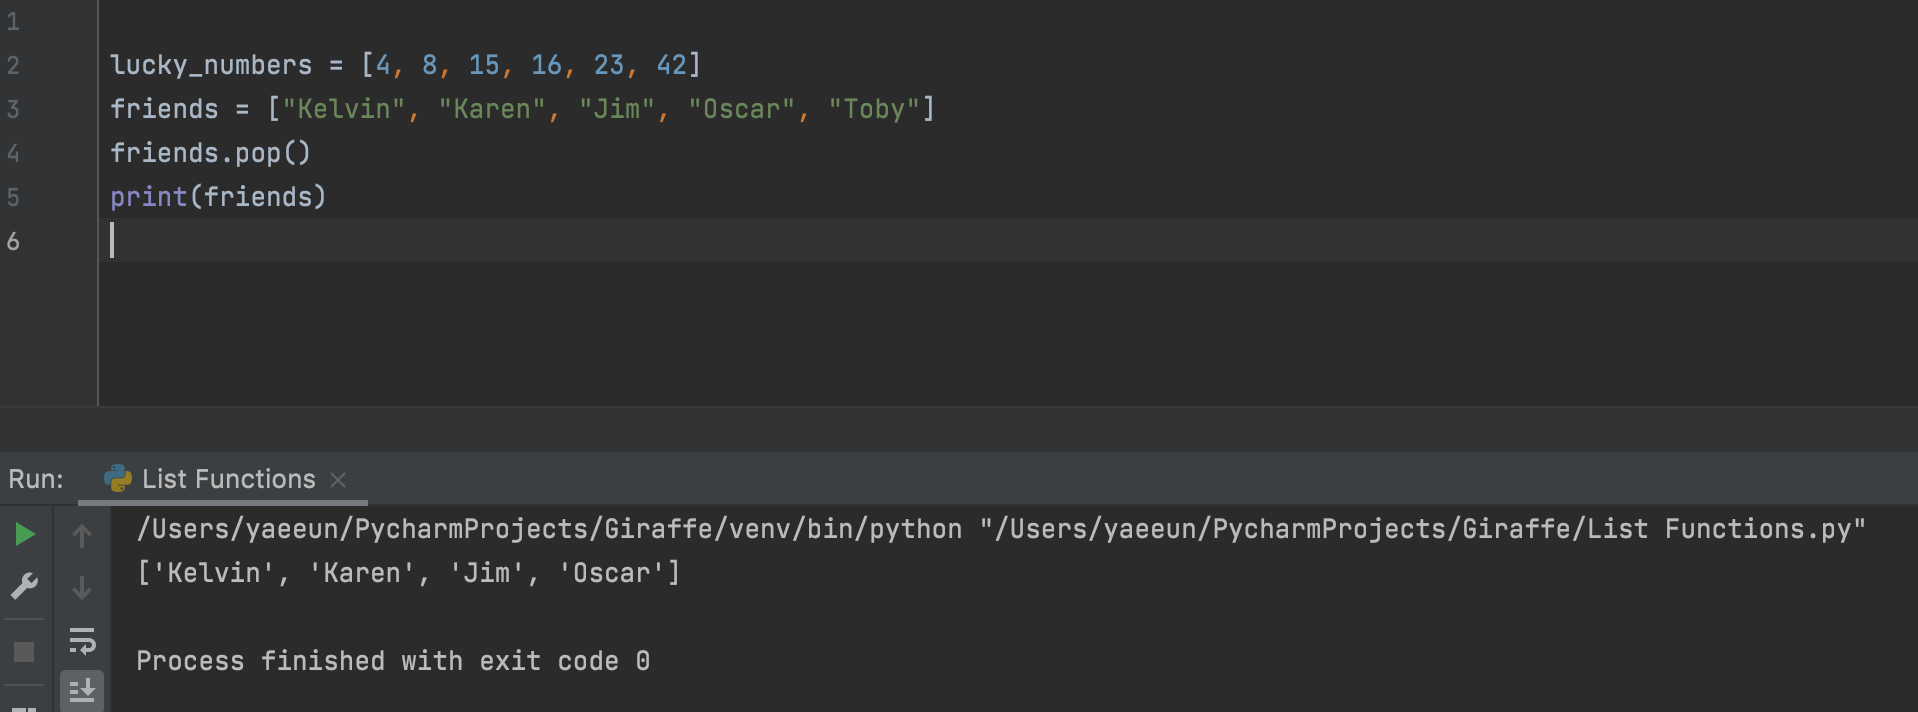 1
2 lucky_numbers = [4, 8, 15, 16, 23, 42]
3 friends = ["Kelvin", "Karen", "Jim", "Oscar", "Toby"]
4 friends.pop()
5 print(friends)
6
Run: List Functions ×
/Users/yaeeun/PycharmProjects/Giraffe/venv/bin/python "/Users/yaeeun/PycharmProjects/Giraffe/List Functions.py"
['Kelvin', 'Karen', 'Jim', 'Oscar']
Process finished with exit code 0